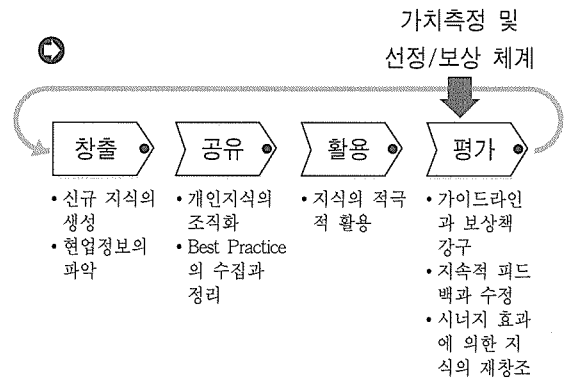 가치측정 및
선정/보상 체계
창출
공유
활용
평가
• 신규 지식의
생성
• 현업정보의
파악
• 개인지식의
조직화
• Best Practice
의 수집과
정리
• 지식의 적극
적 활용
• 가이드라인
과 보상책
강구
• 지속적 피드
백과 수정
• 시너지 효과
에 의한 지
식의 재창조